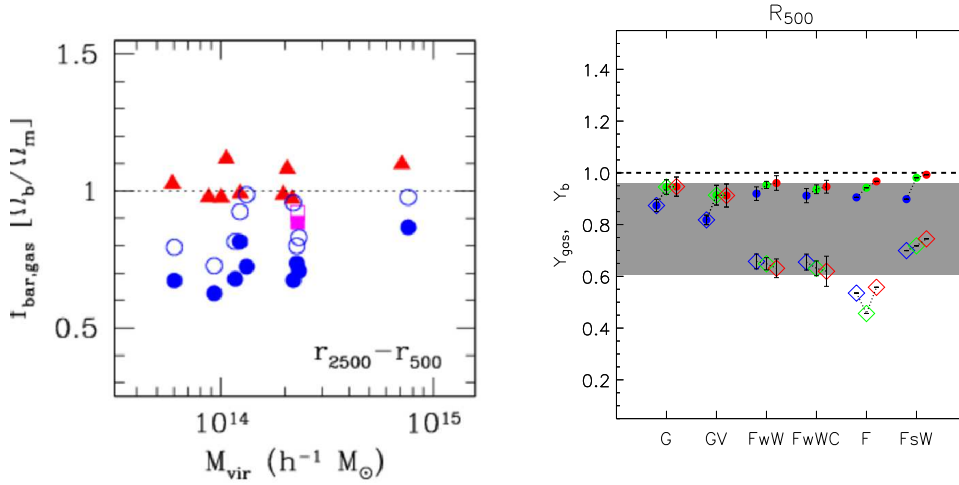 1.5
1
0.5
f_bar,gas [Ω_b/Ω_m]
r_2500−r_500
10^14
10^15
M_vir (h^−1 M_⊙)
R_500
1.4
1.2
1.0
0.8
0.6
0.4
0.2
Y_gas, Y_b
G GV FwW FwWC F FsW